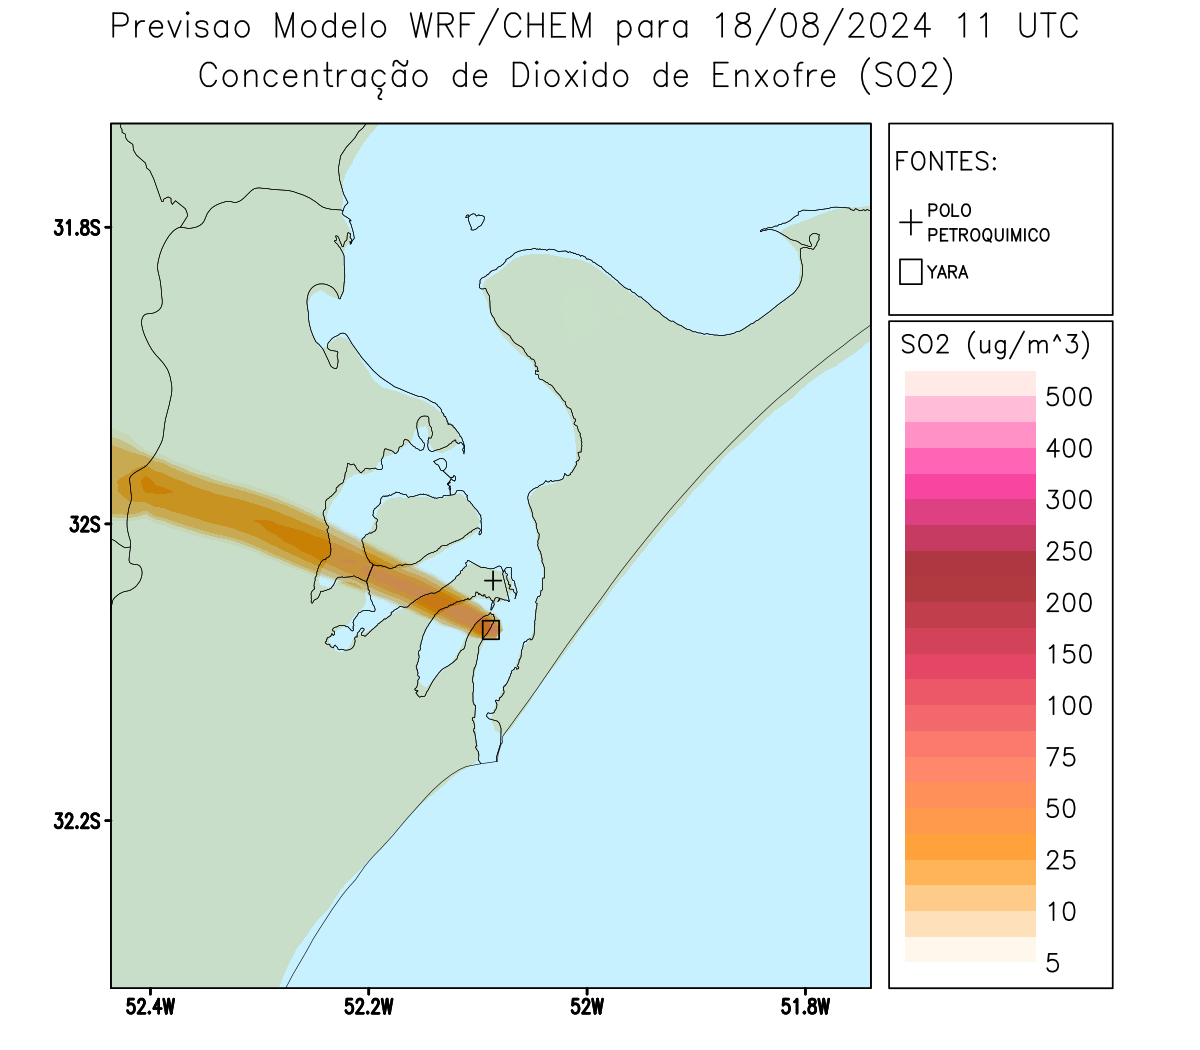 Previsao Modelo WRF/CHEM para 18/08/2024 11 UTC
Concentração de Dioxido de Enxofre (SO2)
FONTES:
POLO
PETROQUIMICO
YARA
SO2 (ug/m^3)
500
400
300
250
200
150
100
75
50
25
10
5
31.8S
32S
32.2S
52.4W
52.2W
52W
51.8W